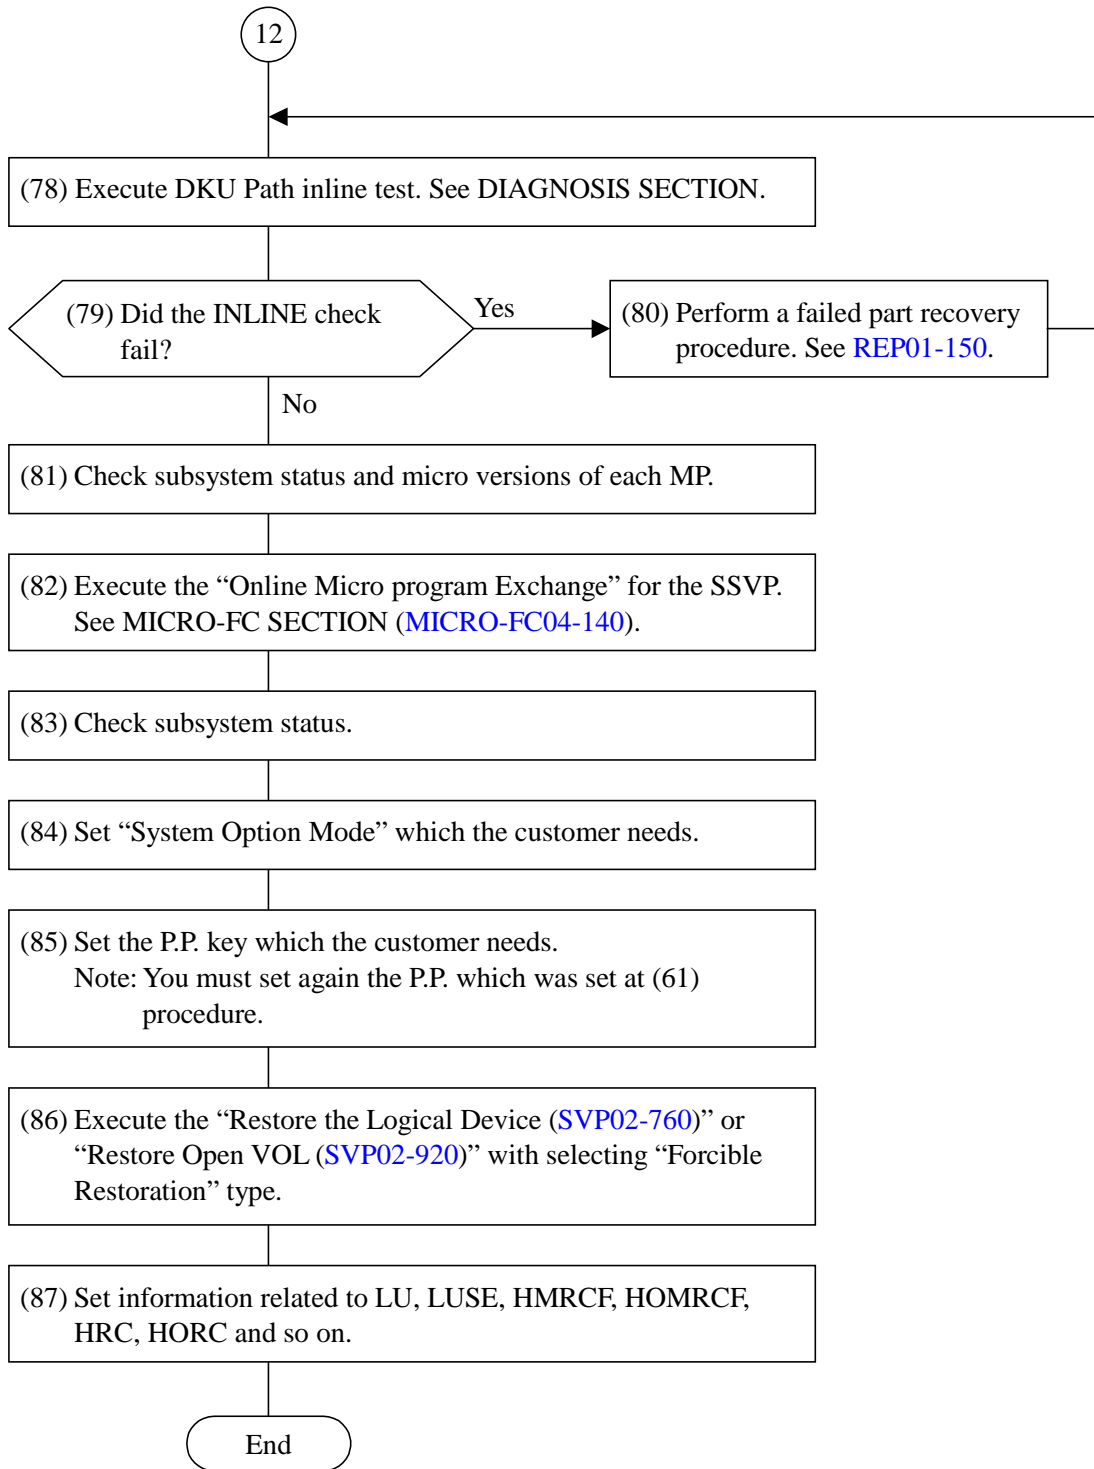 12
(78) Execute DKU Path inline test. See DIAGNOSIS SECTION.
(79) Did the INLINE check
fail?
Yes
(80) Perform a failed part recovery
procedure. See REP01-150.
No
(81) Check subsystem status and micro versions of each MP.
(82) Execute the “Online Micro program Exchange” for the SSVP.
See MICRO-FC SECTION (MICRO-FC04-140).
(83) Check subsystem status.
(84) Set “System Option Mode” which the customer needs.
(85) Set the P.P. key which the customer needs.
Note: You must set again the P.P. which was set at (61)
procedure.
(86) Execute the “Restore the Logical Device (SVP02-760)” or
“Restore Open VOL (SVP02-920)” with selecting “Forcible
Restoration” type.
(87) Set information related to LU, LUSE, HMRCF, HOMRCF,
HRC, HORC and so on.
End